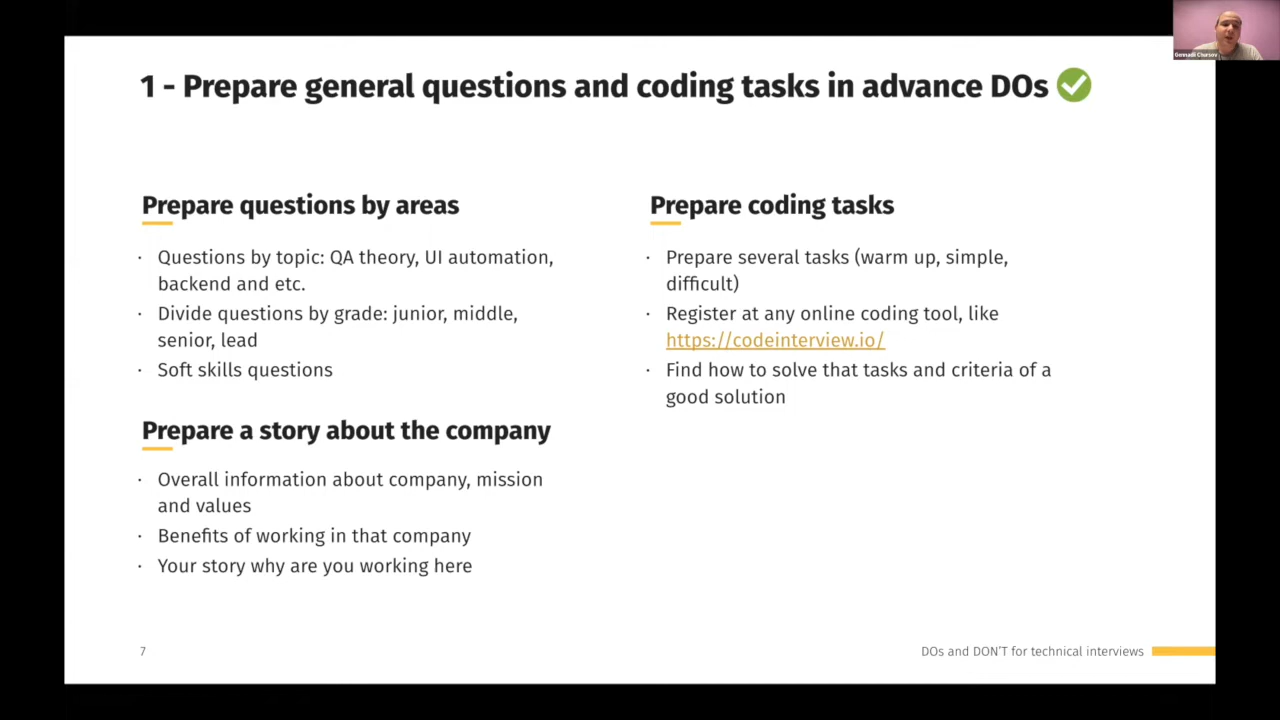 1 - Prepare general questions and coding tasks in advance DOs
Prepare questions by areas
· Questions by topic: QA theory, UI automation,
backend and etc.
· Divide questions by grade: junior, middle,
senior, lead
· Soft skills questions
Prepare a story about the company
· Overall information about company, mission
and values
· Benefits of working in that company
· Your story why are you working here
Prepare coding tasks
· Prepare several tasks (warm up, simple,
difficult)
· Register at any online coding tool, like
https://codeinterview.io/
· Find how to solve that tasks and criteria of a
good solution
7
DOs and DON'T for technical interviews
Gennadii Chursov